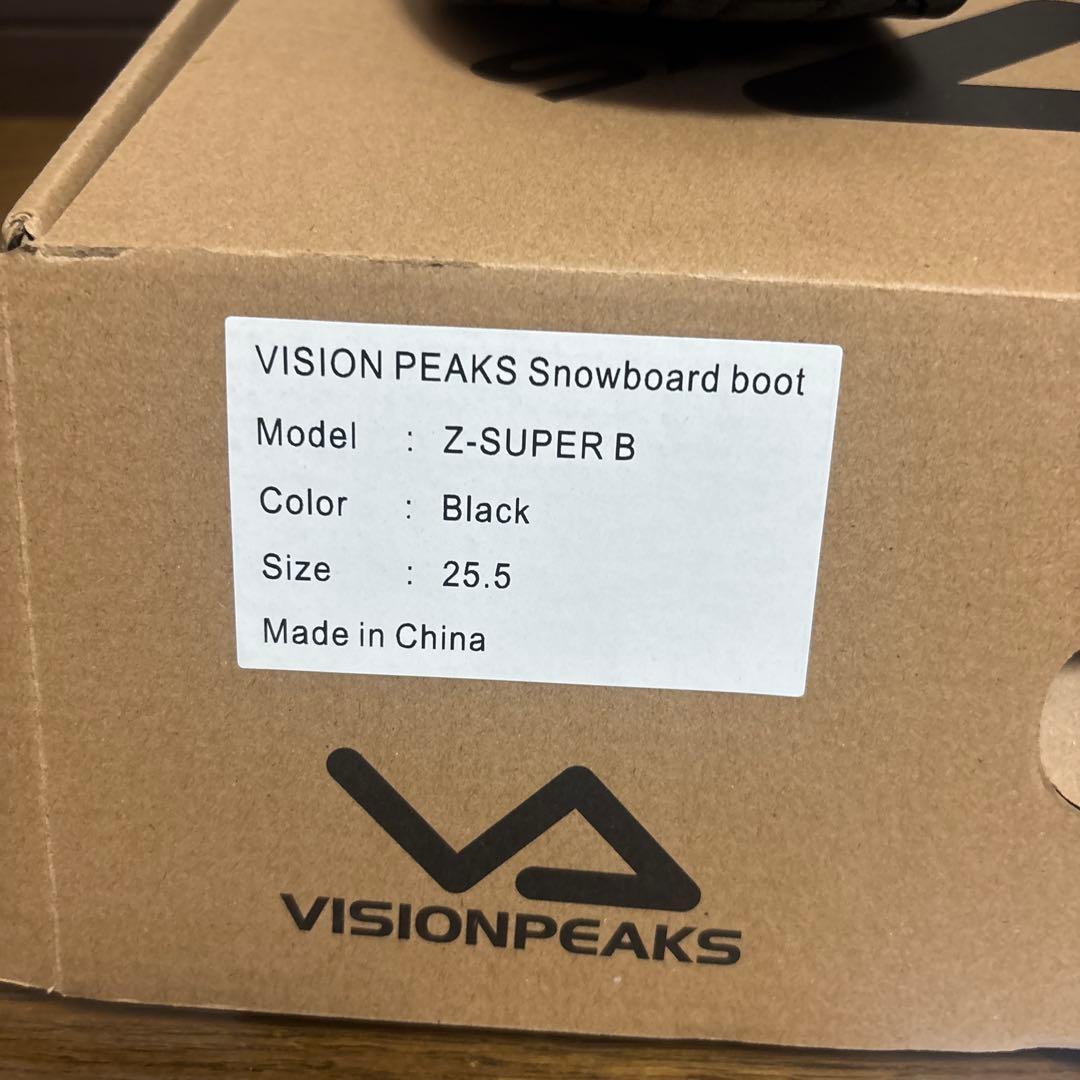 VISION PEAKS Snowboard boot
Model : Z-SUPER B
Color : Black
Size : 25.5
Made in China
VISIONPEAKS